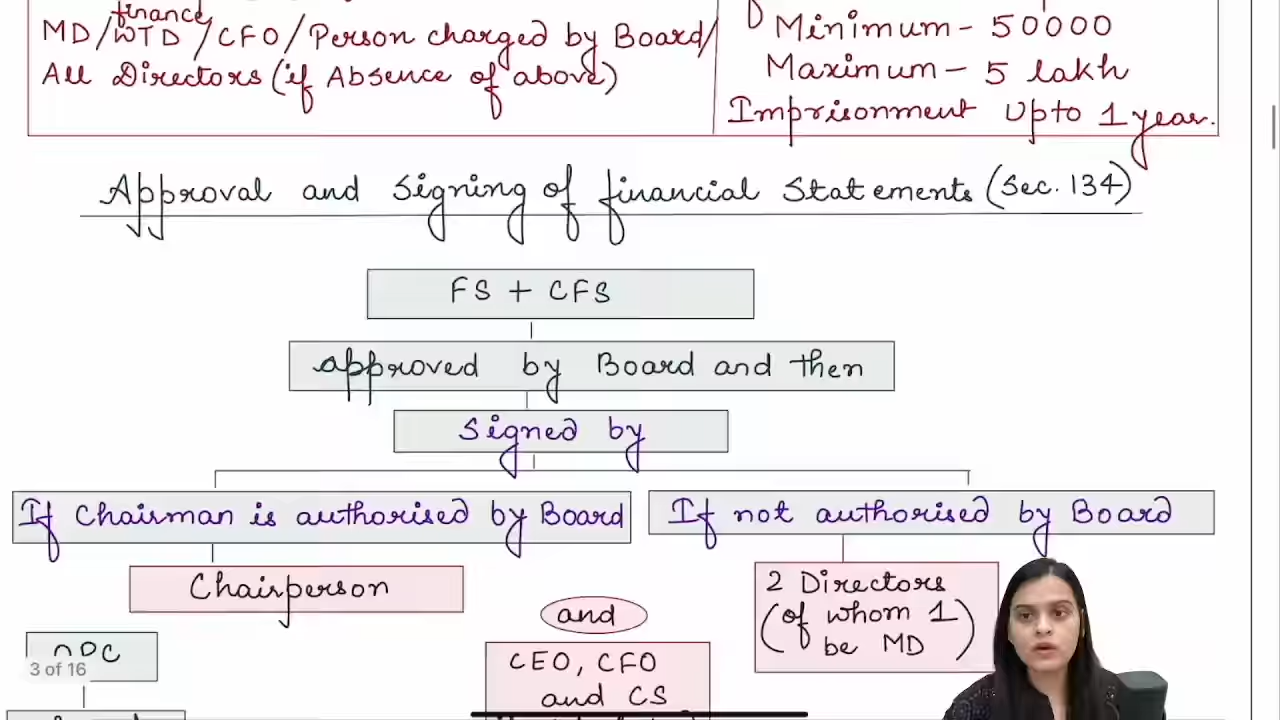 finance
MD/WTD/CFO/Person charged by Board/
All Directors (if Absence of above)
Minimum - 50000
Maximum - 5 lakh
Imprisonment upto 1 year.
Approval and Signing of financial Statements (Sec. 134)
FS + CFS
approved by Board and then
Signed by
If Chairman is authorised by Board
If not authorised by Board
Chairperson
and
2 Directors
(of whom 1
be MD)
OPC
CEO, CFO
and CS
3 of 16